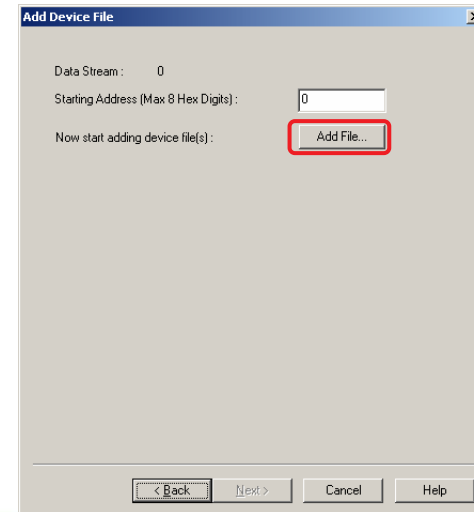 Add Device File
Data Stream : 0
Starting Address (Max 8 Hex Digits) : 0
Now start adding device file(s) : Add File...
< Back Next > Cancel Help